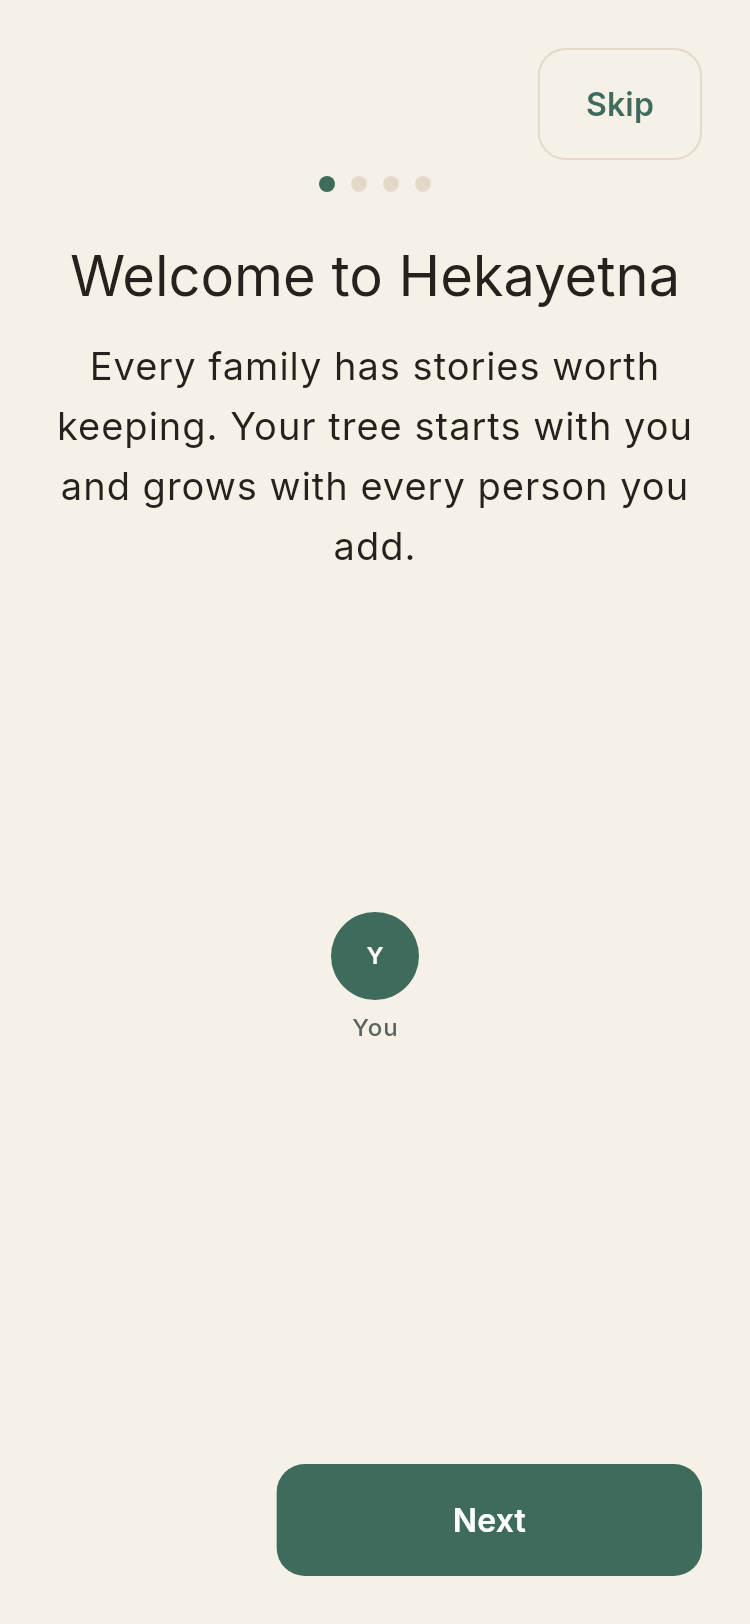 Skip
Welcome to Hekayetna
Every family has stories worth
keeping. Your tree starts with you
and grows with every person you
add.
Y
You
Next